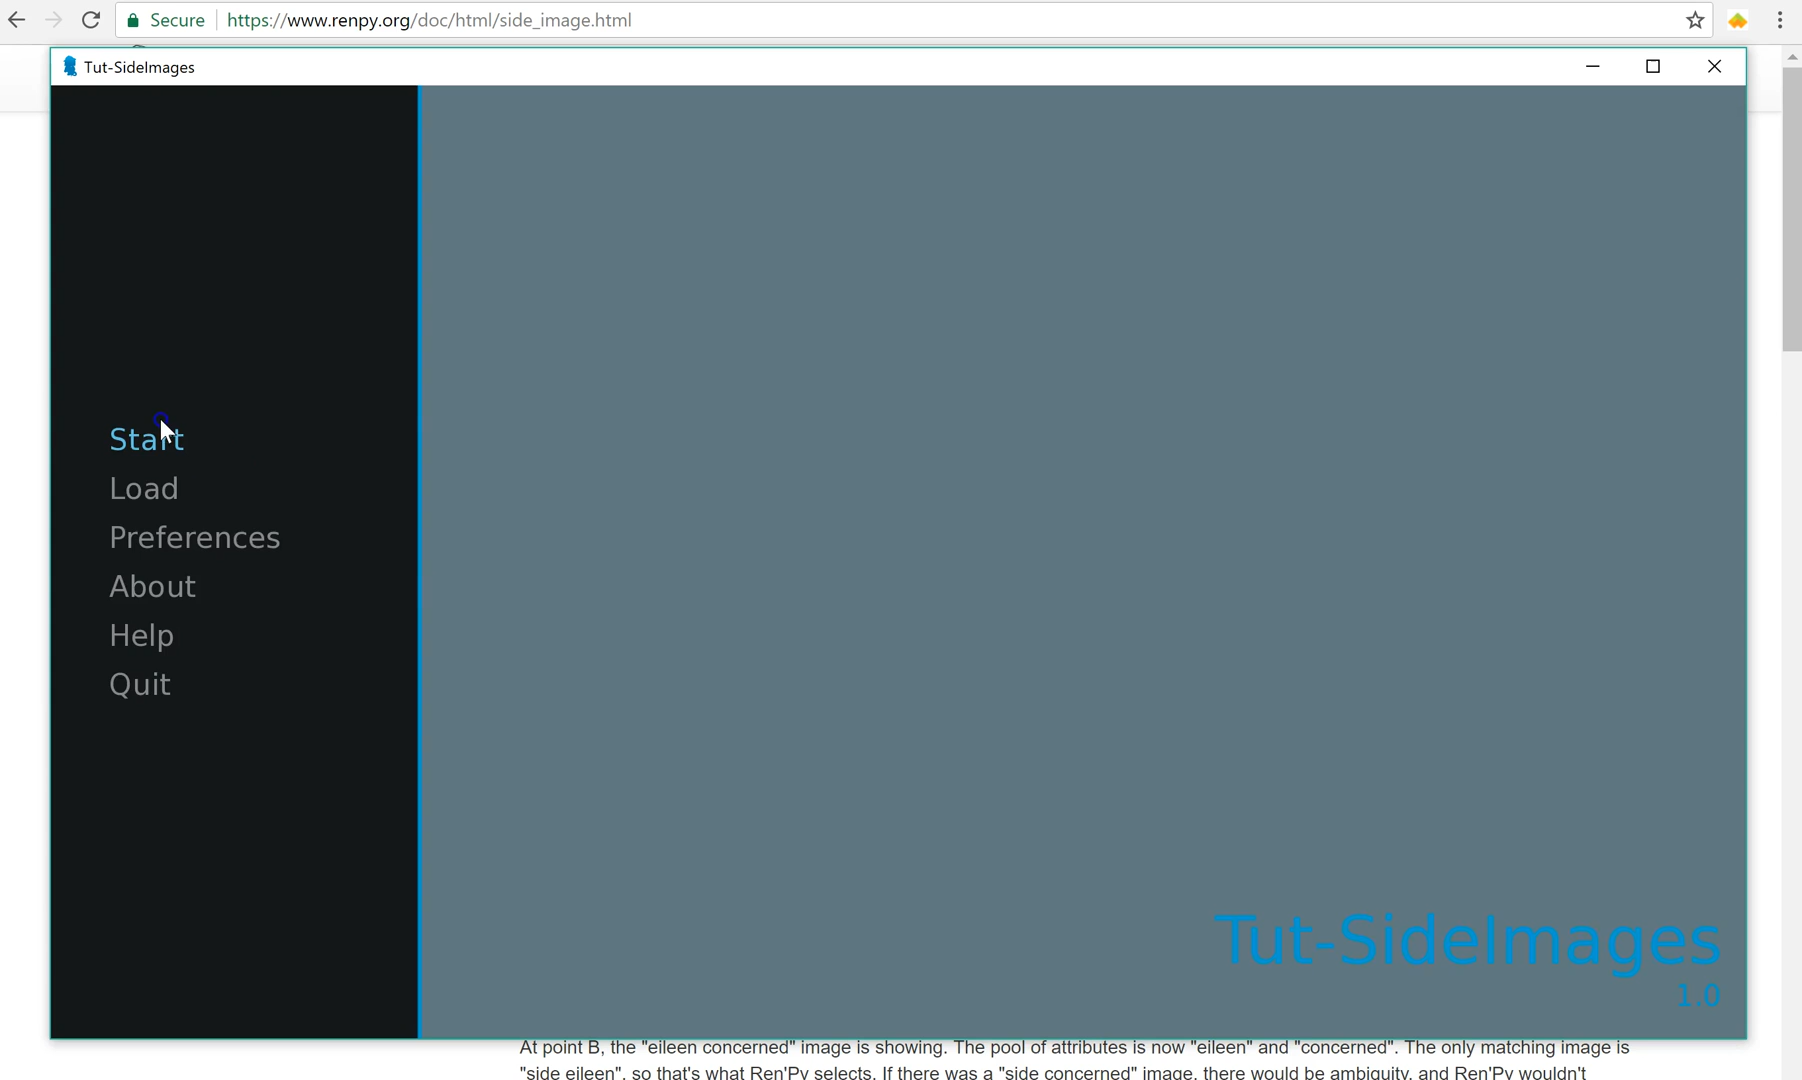 Secure https://www.renpy.org/doc/html/side_image.html
Tut-SideImages
Start
Load
Preferences
About
Help
Quit
Tut-SideImages
1.0
At point B, the "eileen concerned" image is showing. The pool of attributes is now "eileen" and "concerned". The only matching image is
"side eileen", so that's what Ren'Py selects. If there was a "side concerned" image, there would be ambiguity, and Ren'Py wouldn't